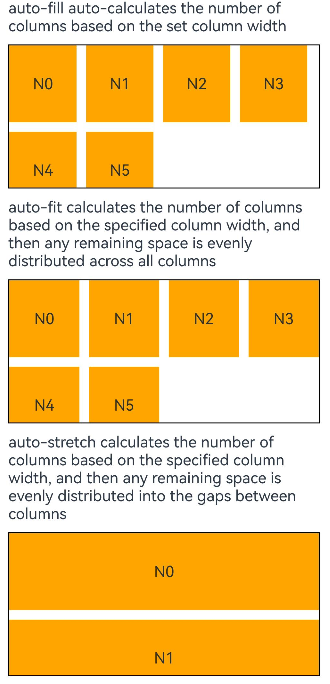 auto-fill auto-calculates the number of
columns based on the set column width
N0 N1 N2 N3
N4 N5
auto-fit calculates the number of columns
based on the specified column width, and
then any remaining space is evenly
distributed across all columns
N0 N1 N2 N3
N4 N5
auto-stretch calculates the number of
columns based on the specified column
width, and then any remaining space is
evenly distributed into the gaps between
columns
N0
N1